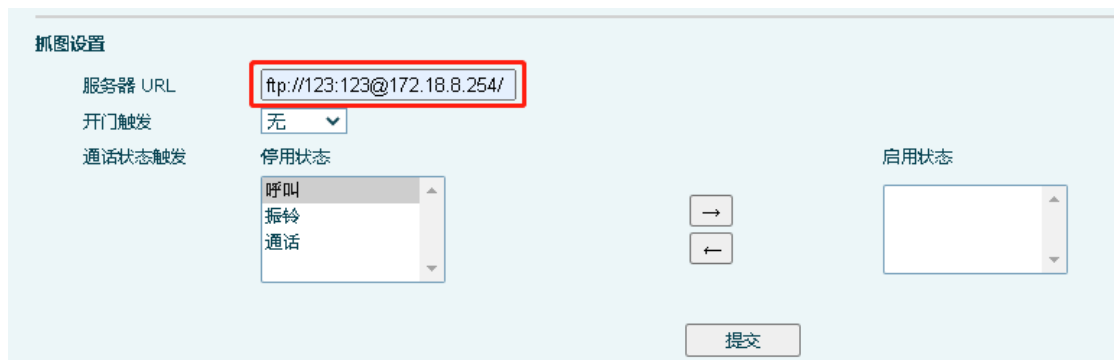 抓图设置
服务器 URL ftp://123:123@172.18.8.254/
开门触发 无
通话状态触发 停用状态 启用状态
呼叫
振铃
通话
→
←
提交